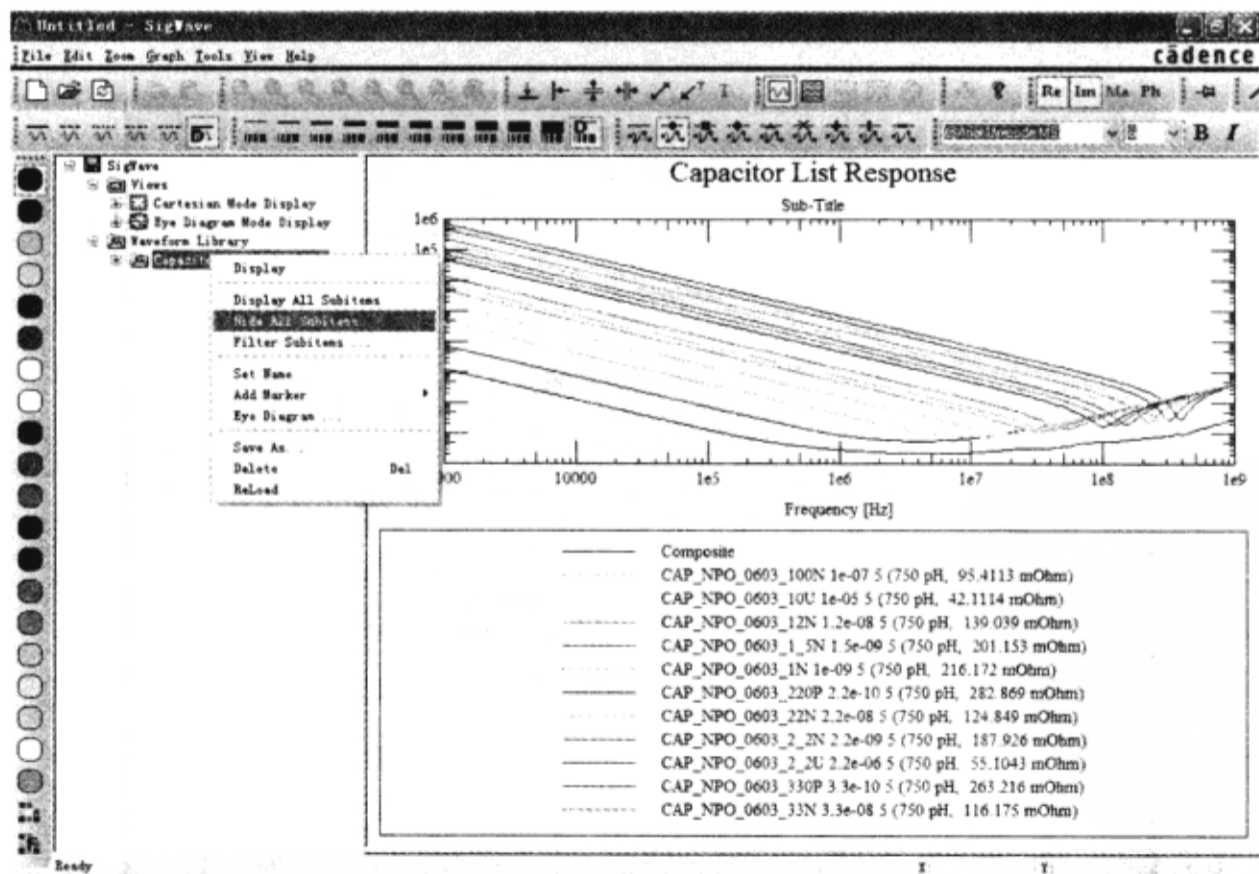 Untitled - SigWave
File Edit Zoom Graph Tools View Help
cādence
Re Im Ma Ph
B I
SigWave
Views
Cartesian Mode Display
Eye Diagram Mode Display
Waveform Library
Display
Display All Subitems
Hide All Subitems
Filter Subitems ...
Set Name
Add Marker
Eye Diagram ...
Save As...
Delete Del
ReLoad
Capacitor List Response
Sub-Title
1e6
1e5
10000 1e5 1e6 1e7 1e8 1e9
Frequency [Hz]
Composite
CAP_NPO_0603_100N 1e-07 5 (750 pH, 95.4113 mOhm)
CAP_NPO_0603_10U 1e-05 5 (750 pH, 42.1114 mOhm)
CAP_NPO_0603_12N 1.2e-08 5 (750 pH, 139.039 mOhm)
CAP_NPO_0603_1_5N 1.5e-09 5 (750 pH, 201.153 mOhm)
CAP_NPO_0603_1N 1e-09 5 (750 pH, 216.172 mOhm)
CAP_NPO_0603_220P 2.2e-10 5 (750 pH, 282.869 mOhm)
CAP_NPO_0603_22N 2.2e-08 5 (750 pH, 124.849 mOhm)
CAP_NPO_0603_2_2N 2.2e-09 5 (750 pH, 187.926 mOhm)
CAP_NPO_0603_2_2U 2.2e-06 5 (750 pH, 55.1043 mOhm)
CAP_NPO_0603_330P 3.3e-10 5 (750 pH, 263.216 mOhm)
CAP_NPO_0603_33N 3.3e-08 5 (750 pH, 116.175 mOhm)
Ready X: Y: